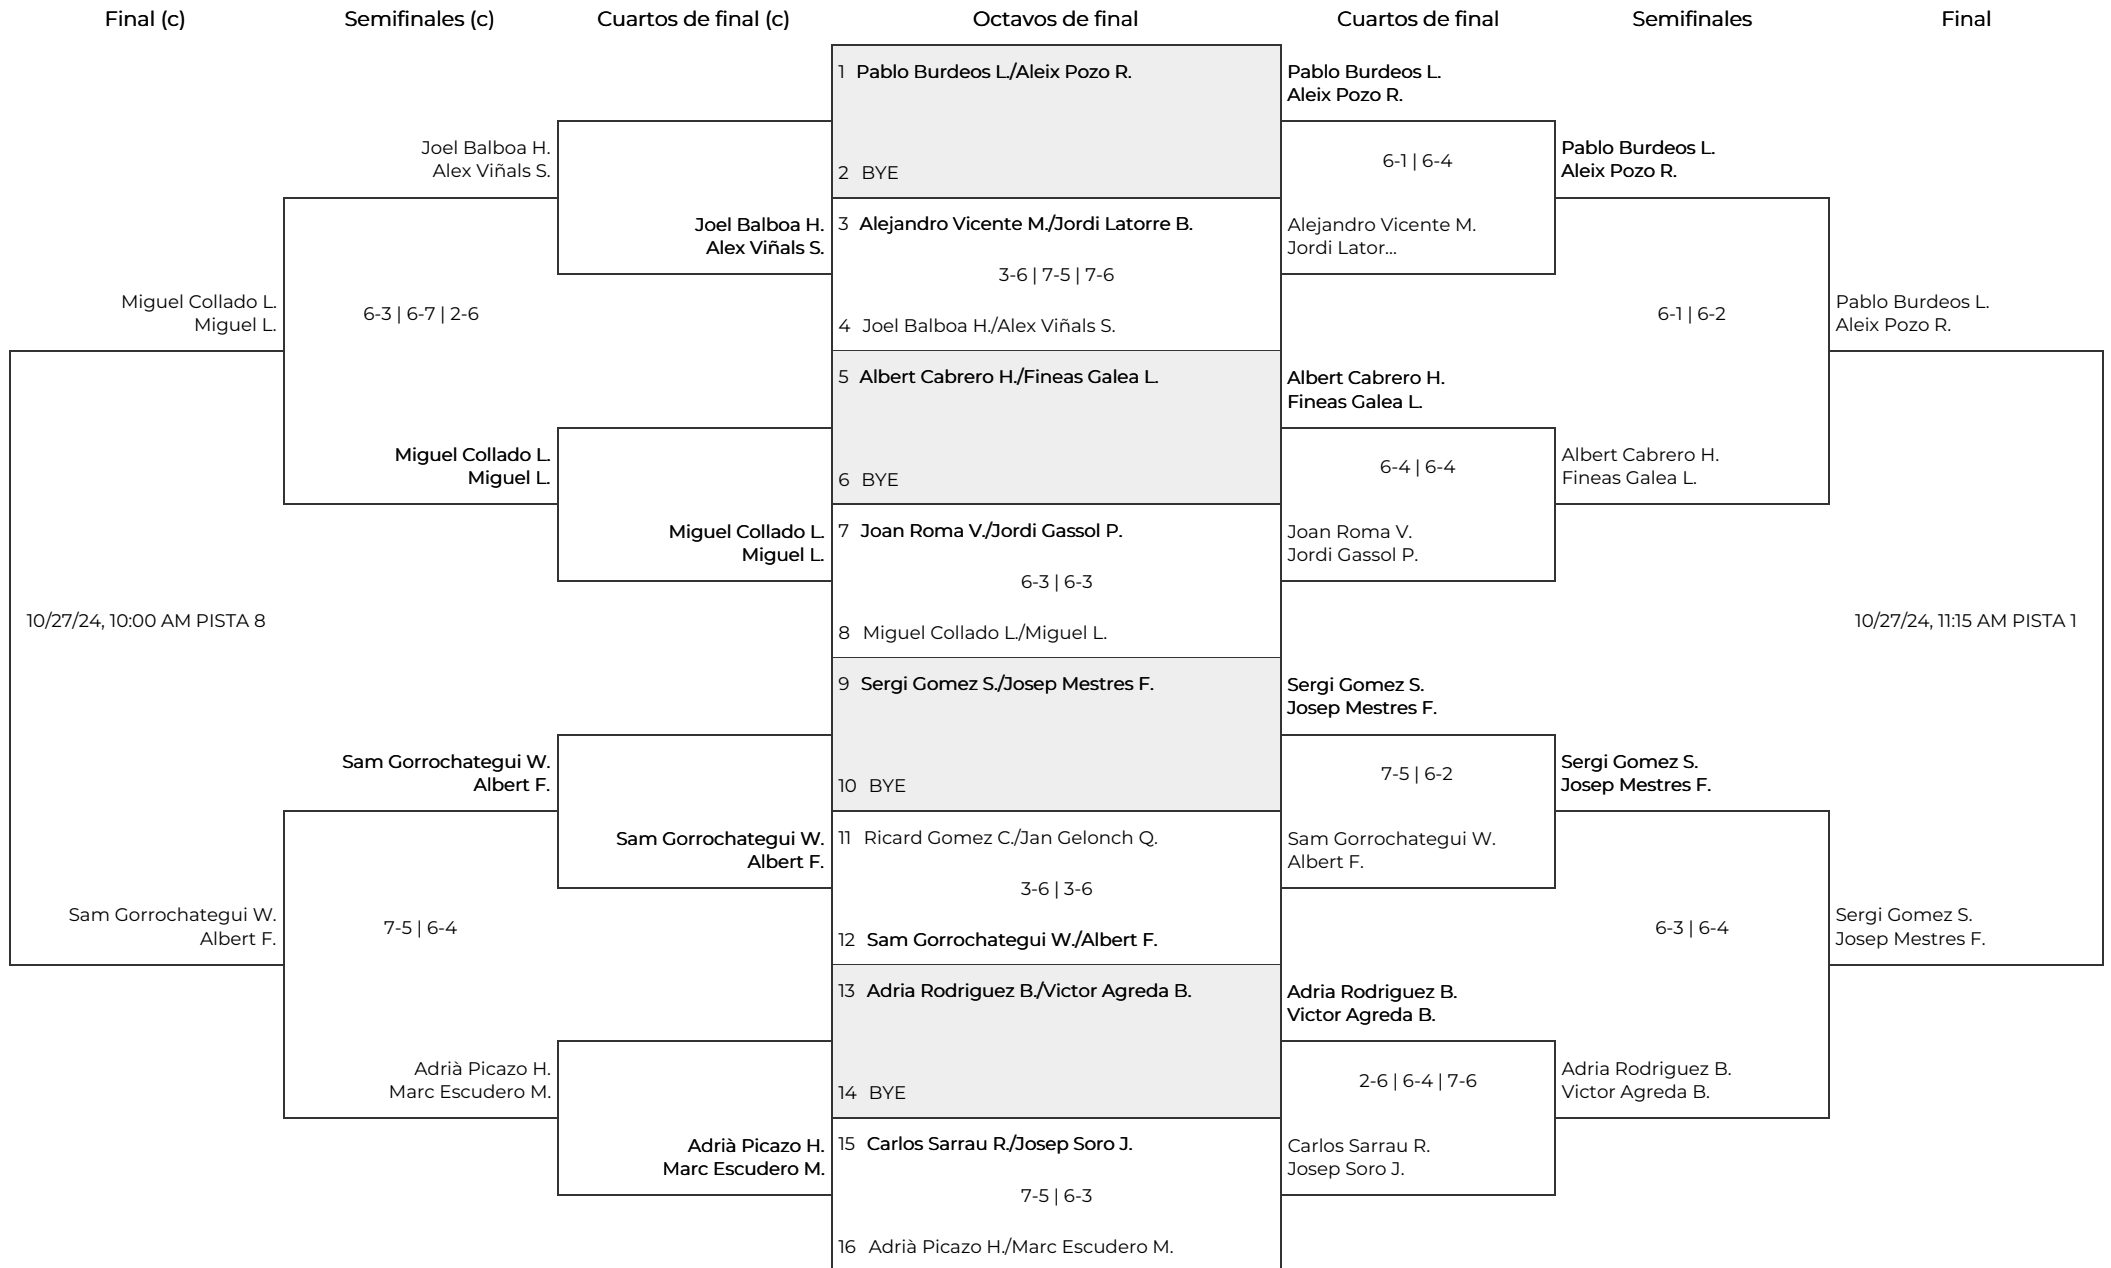 Final (c)
Semifinales (c)
Cuartos de final (c)
Octavos de final
Cuartos de final
Semifinales
Final
Miguel Collado L.
Miguel L.
10/27/24, 10:00 AM PISTA 8
Sam Gorrochategui W.
Albert F.
Joel Balboa H.
Alex Viñals S.
6-3 | 6-7 | 2-6
Miguel Collado L.
Miguel L.
Sam Gorrochategui W.
Albert F.
7-5 | 6-4
Adrià Picazo H.
Marc Escudero M.
Joel Balboa H.
Alex Viñals S.
Miguel Collado L.
Miguel L.
Sam Gorrochategui W.
Albert F.
Adrià Picazo H.
Marc Escudero M.
1 Pablo Burdeos L./Aleix Pozo R.
2 BYE
3 Alejandro Vicente M./Jordi Latorre B.
3-6 | 7-5 | 7-6
4 Joel Balboa H./Alex Viñals S.
5 Albert Cabrero H./Fineas Galea L.
6 BYE
7 Joan Roma V./Jordi Gassol P.
6-3 | 6-3
8 Miguel Collado L./Miguel L.
9 Sergi Gomez S./Josep Mestres F.
10 BYE
11 Ricard Gomez C./Jan Gelonch Q.
3-6 | 3-6
12 Sam Gorrochategui W./Albert F.
13 Adria Rodriguez B./Victor Agreda B.
14 BYE
15 Carlos Sarrau R./Josep Soro J.
7-5 | 6-3
16 Adrià Picazo H./Marc Escudero M.
Pablo Burdeos L.
Aleix Pozo R.
6-1 | 6-4
Alejandro Vicente M.
Jordi Lator...
Albert Cabrero H.
Fineas Galea L.
6-4 | 6-4
Joan Roma V.
Jordi Gassol P.
Sergi Gomez S.
Josep Mestres F.
7-5 | 6-2
Sam Gorrochategui W.
Albert F.
Adria Rodriguez B.
Victor Agreda B.
2-6 | 6-4 | 7-6
Carlos Sarrau R.
Josep Soro J.
Pablo Burdeos L.
Aleix Pozo R.
6-1 | 6-2
Albert Cabrero H.
Fineas Galea L.
Sergi Gomez S.
Josep Mestres F.
6-3 | 6-4
Adria Rodriguez B.
Victor Agreda B.
Pablo Burdeos L.
Aleix Pozo R.
10/27/24, 11:15 AM PISTA 1
Sergi Gomez S.
Josep Mestres F.